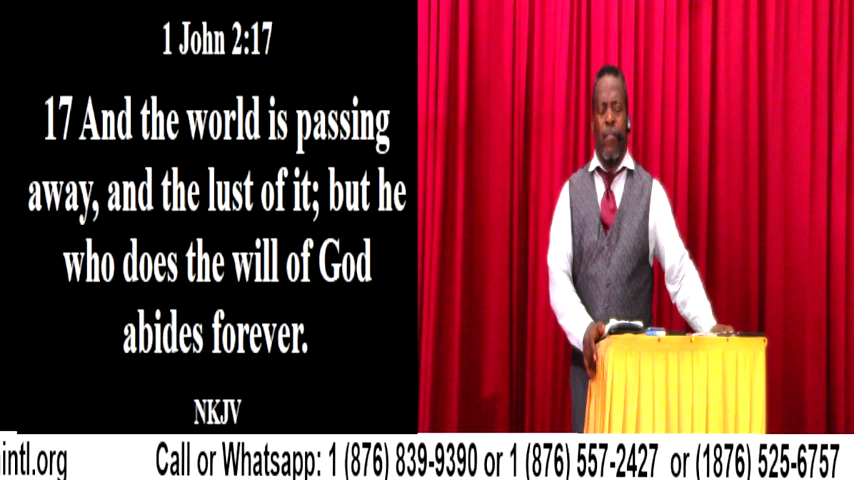 1 John 2:17
17 And the world is passing
away, and the lust of it; but he
who does the will of God
abides forever.
NKJV
intl.org Call or Whatsapp: 1 (876) 839-9390 or 1 (876) 557-2427 or (1876) 525-6757